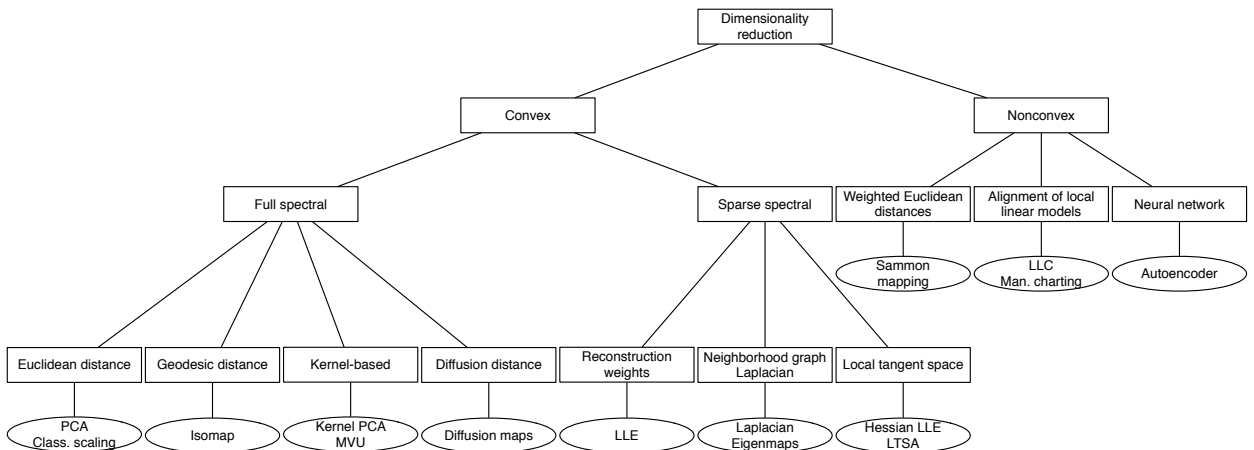 Dimensionality
reduction
Convex
Nonconvex
Full spectral
Sparse spectral
Weighted Euclidean
distances
Alignment of local
linear models
Neural network
Sammon
mapping
LLC
Man. charting
Autoencoder
Euclidean distance
Geodesic distance
Kernel-based
Diffusion distance
Reconstruction
weights
Neighborhood graph
Laplacian
Local tangent space
PCA
Class. scaling
Isomap
Kernel PCA
MVU
Diffusion maps
LLE
Laplacian
Eigenmaps
Hessian LLE
LTSA